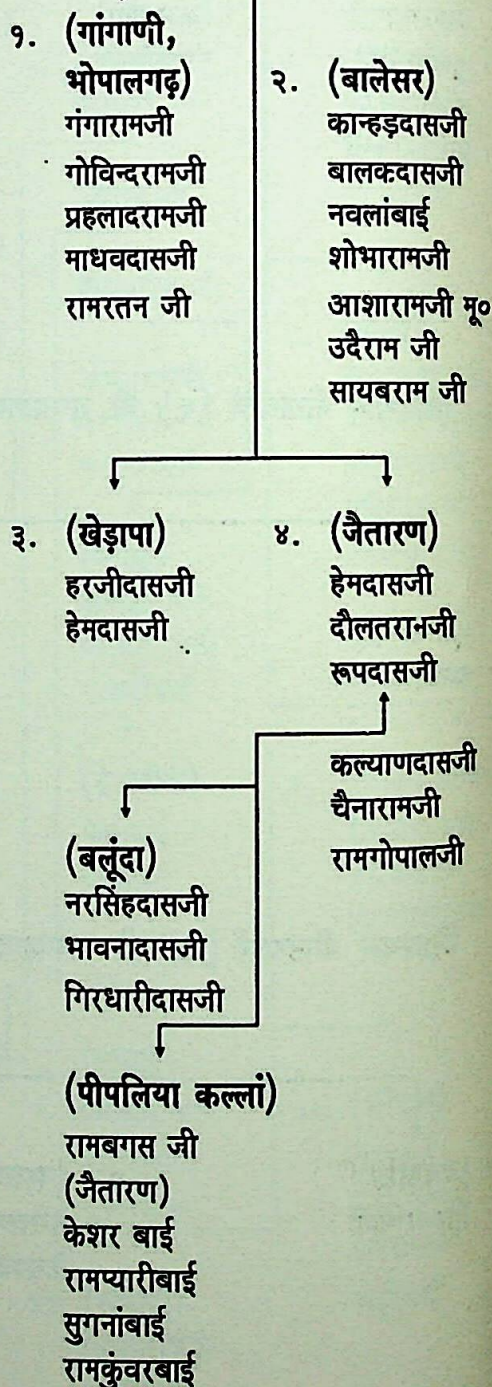 १. (गांगाणी,
भोपालगढ़)
गंगारामजी
गोविन्दरामजी
प्रहलादरामजी
माधवदासजी
रामरतन जी
२. (बालेसर)
कान्हड़दासजी
बालकदासजी
नवलांबाई
शोभारामजी
आशारामजी मू०
उदैराम जी
सायबराम जी
३. (खेड़ापा)
हरजीदासजी
हेमदासजी
४. (जैतारण)
हेमदासजी
दौलतरानजी
रूपदासजी
कल्याणदासजी
चैनारामजी
रामगोपालजी
(बलूंदा)
नरसिंहदासजी
भावनादासजी
गिरधारीदासजी
(पीपलिया कल्लां)
रामबगस जी
(जैतारण)
केशर बाई
रामप्यारीबाई
सुगनांबाई
रामकुंवरबाई